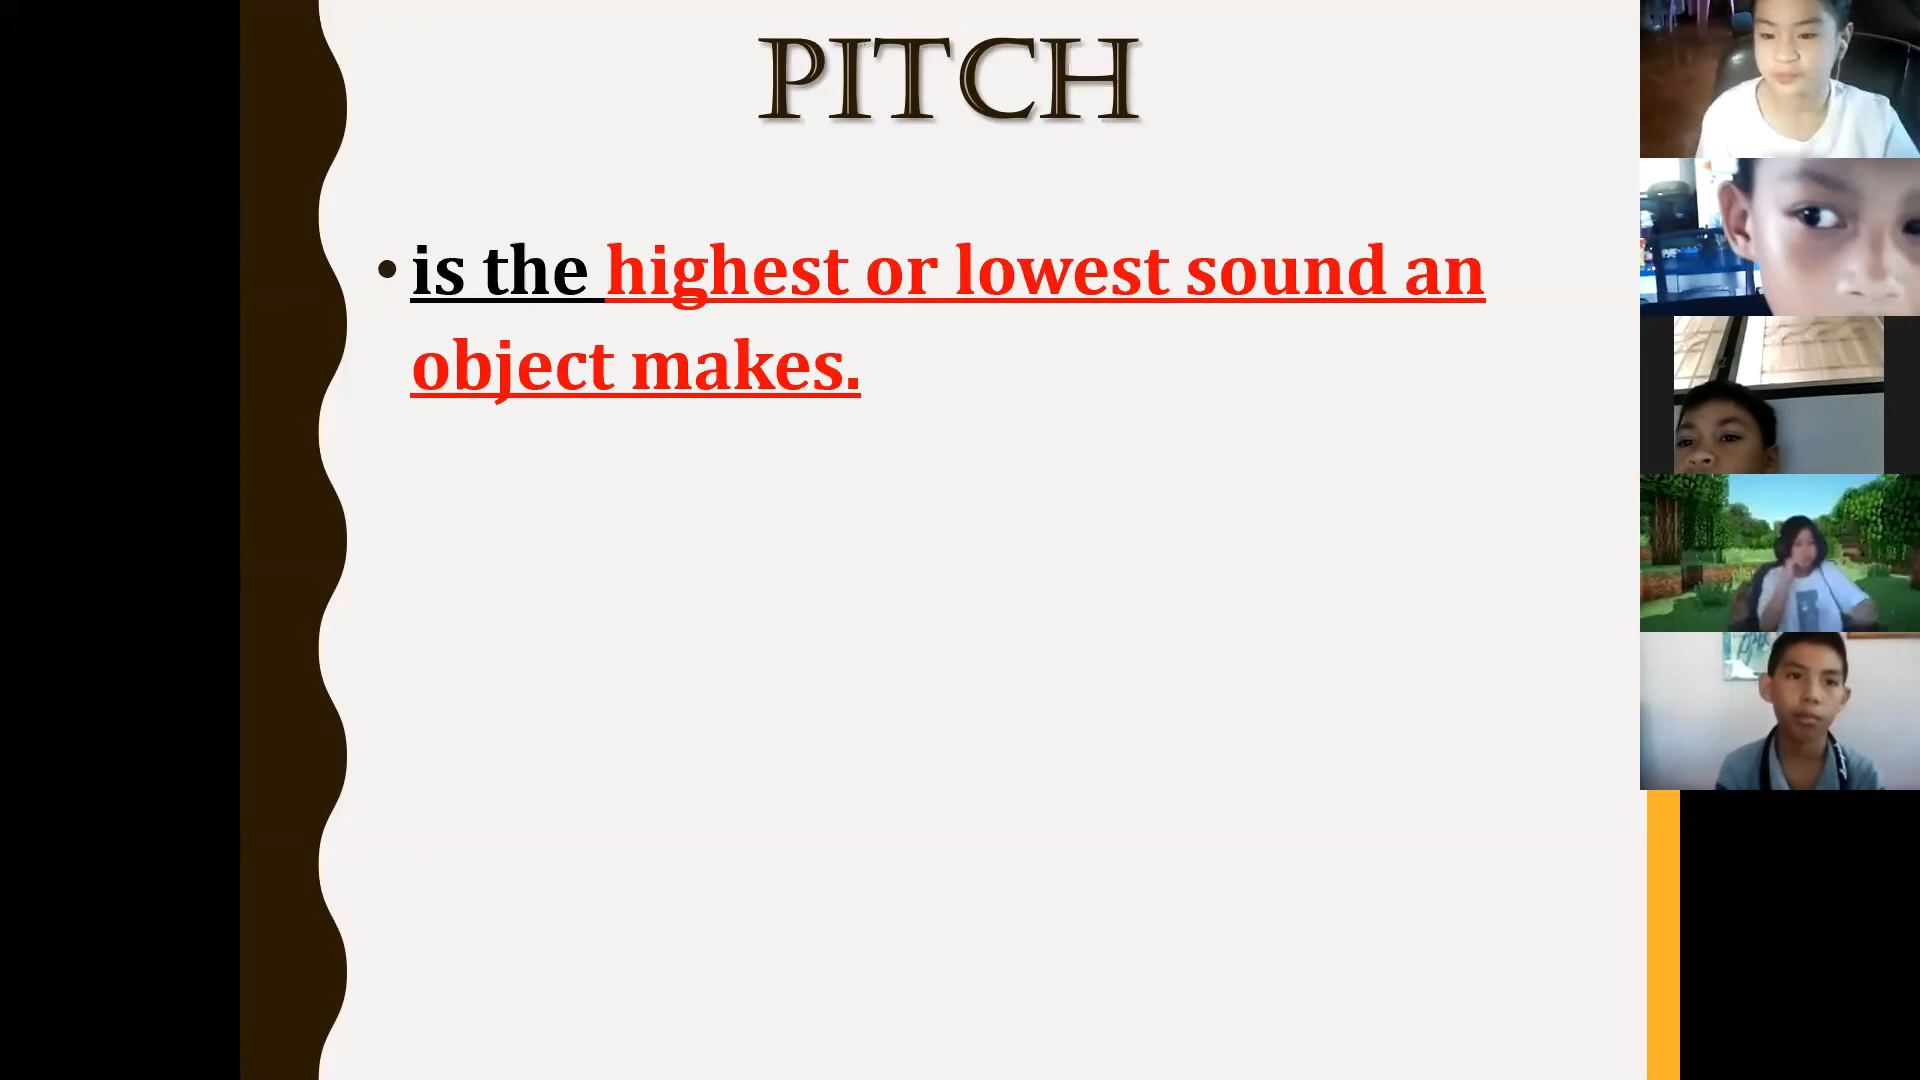 PITCH
• is the highest or lowest sound an
object makes.